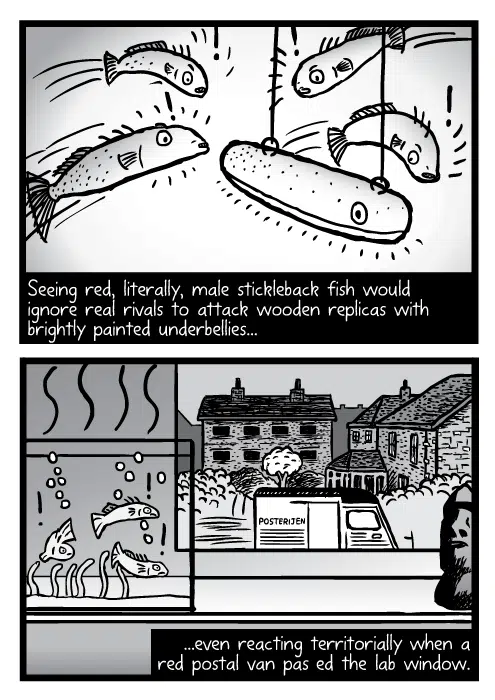 Seeing red, literally, male stickleback fish would
ignore real rivals to attack wooden replicas with
brightly painted underbellies...
POSTERIJEN
...even reacting territorially when a
red postal van pas ed the lab window.